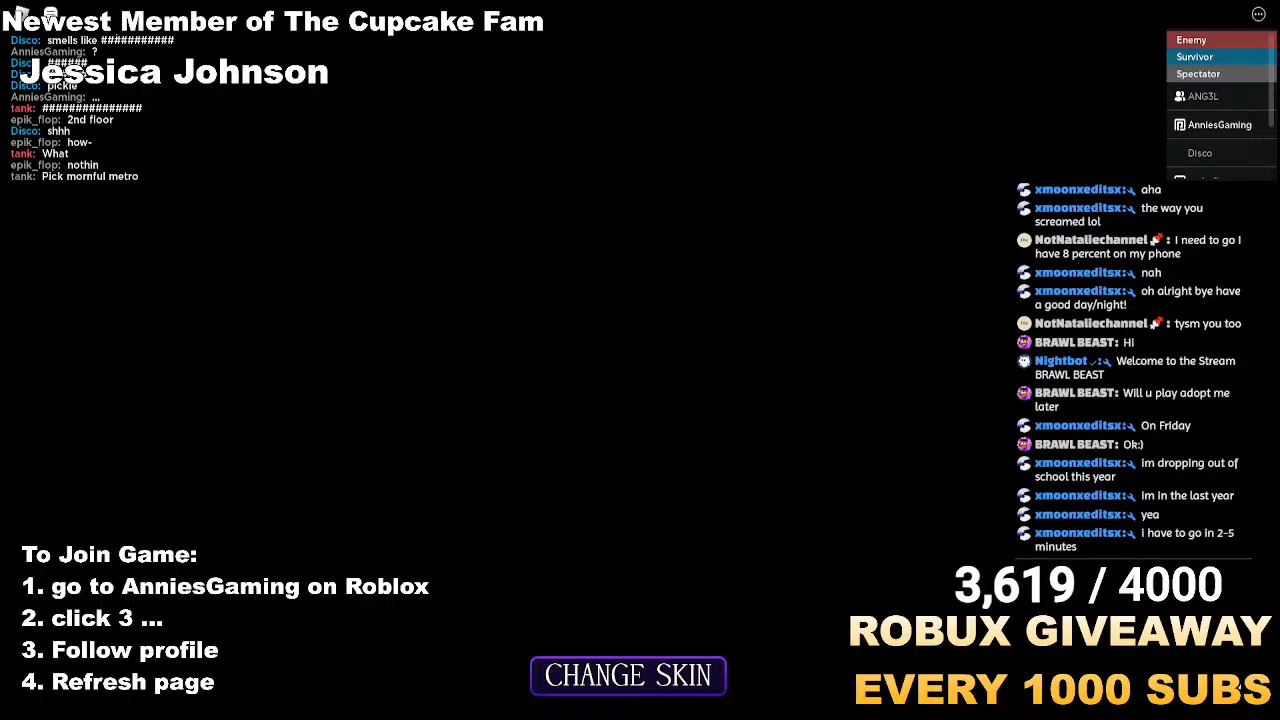 Newest Member of The Cupcake Fam
Jessica Johnson
Disco: smells like ###########
AnniesGaming: ?
Disco: ######
pickle
AnniesGaming: ...
tank: ###############
epik_flop: 2nd floor
Disco: shhh
epik_flop: how-
tank: What
epik_flop: nothin
tank: Pick mornful metro
Enemy
Survivor
Spectator
ANG3L
AnniesGaming
Disco
xmoonxeditsx: aha
xmoonxeditsx: the way you
screamed lol
NotNataliechannel : I need to go I
have 8 percent on my phone
xmoonxeditsx: nah
xmoonxeditsx: oh alright bye have
a good day/night!
NotNataliechannel : tysm you too
BRAWL BEAST: Hi
Nightbot : Welcome to the Stream
BRAWL BEAST
BRAWL BEAST: Will u play adopt me
later
xmoonxeditsx: On Friday
BRAWL BEAST: Ok:)
xmoonxeditsx: im dropping out of
school this year
xmoonxeditsx: im in the last year
xmoonxeditsx: yea
xmoonxeditsx: i have to go in 2-5
minutes
3,619 / 4000
ROBUX GIVEAWAY
EVERY 1000 SUBS
To Join Game:
1. go to AnniesGaming on Roblox
2. click 3 ...
3. Follow profile
4. Refresh page
CHANGE SKIN